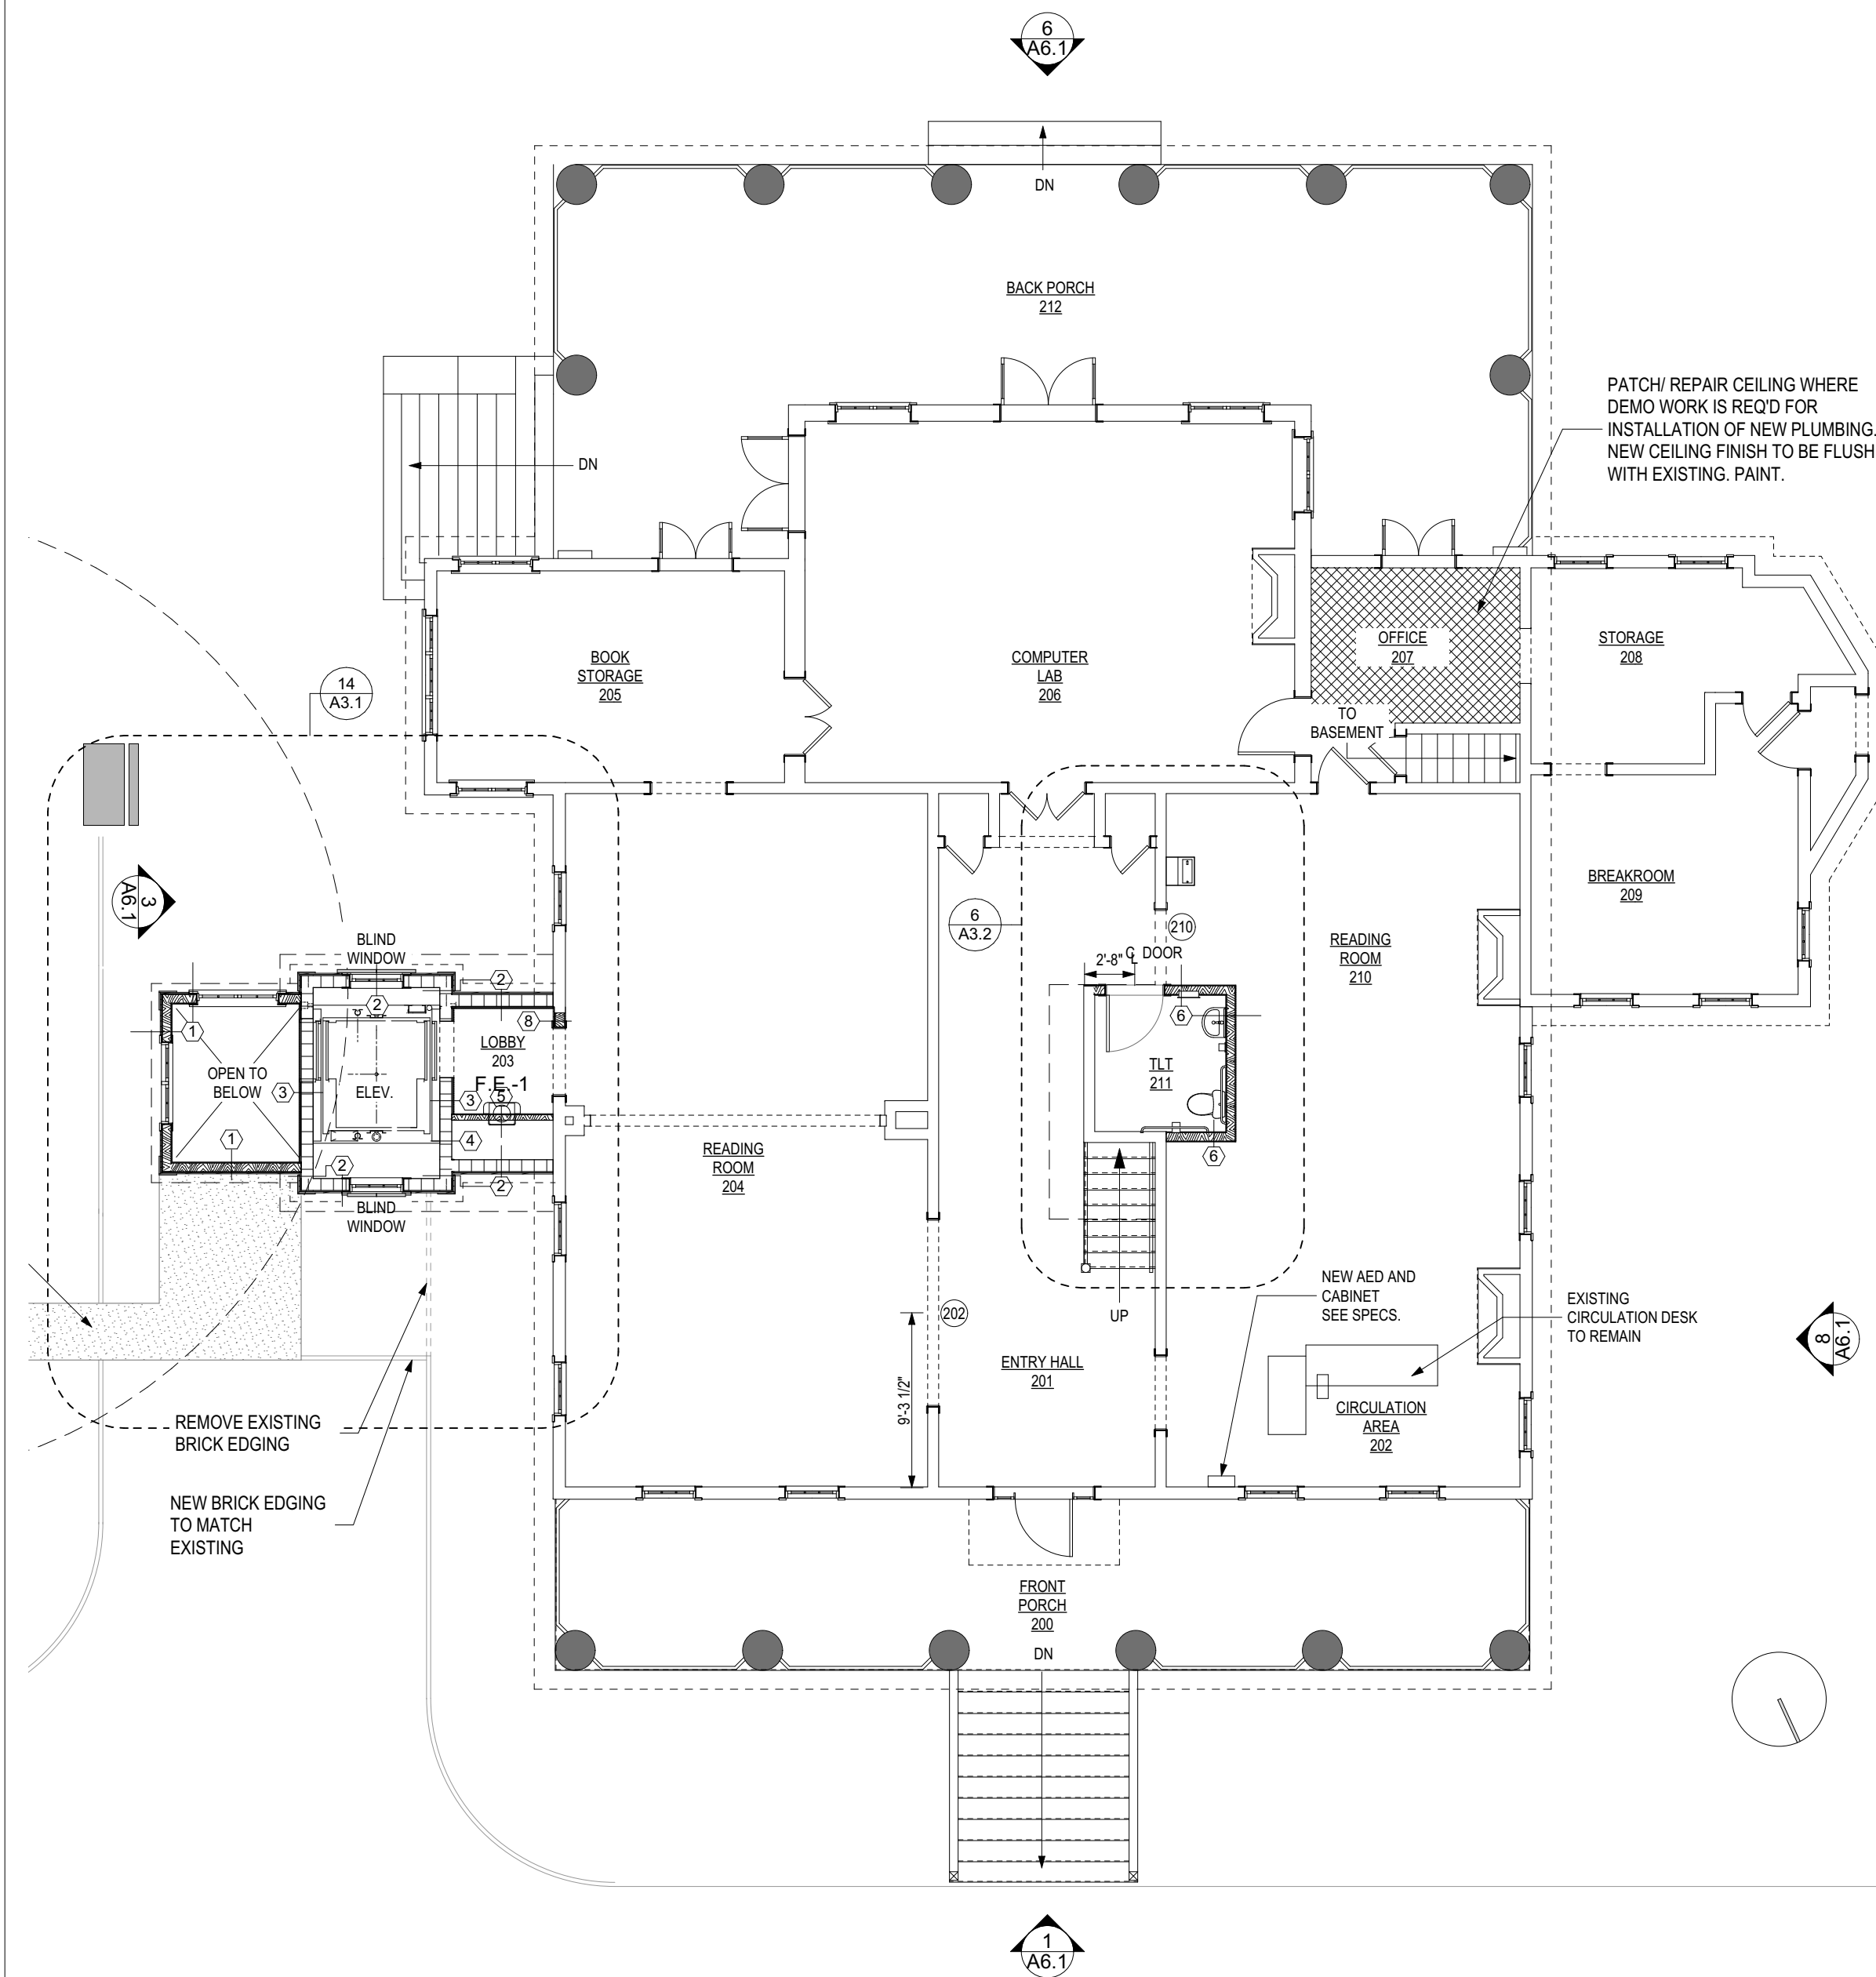 6
A6.1
DN
BACK PORCH
212
PATCH/ REPAIR CEILING WHERE
DEMO WORK IS REQ'D FOR
INSTALLATION OF NEW PLUMBING.
NEW CEILING FINISH TO BE FLUSH
WITH EXISTING. PAINT.
DN
BOOK
STORAGE
205
COMPUTER
LAB
206
OFFICE
207
STORAGE
208
14
A3.1
TO
BASEMENT
3
A6.1
BREAKROOM
209
6
A3.2
210
READING
ROOM
210
BLIND
WINDOW
2'-8"
℄ DOOR
2
2
1
8
6
6
LOBBY
203
F.E.-1
5
OPEN TO
BELOW
3
ELEV.
3
TLT
211
1
4
2
2
6
READING
ROOM
204
BLIND
WINDOW
NEW AED AND
CABINET
SEE SPECS.
UP
202
EXISTING
CIRCULATION DESK
TO REMAIN
8
A6.1
ENTRY HALL
201
9'-3 1/2"
CIRCULATION
AREA
202
REMOVE EXISTING
BRICK EDGING
NEW BRICK EDGING
TO MATCH
EXISTING
FRONT
PORCH
200
DN
1
A6.1